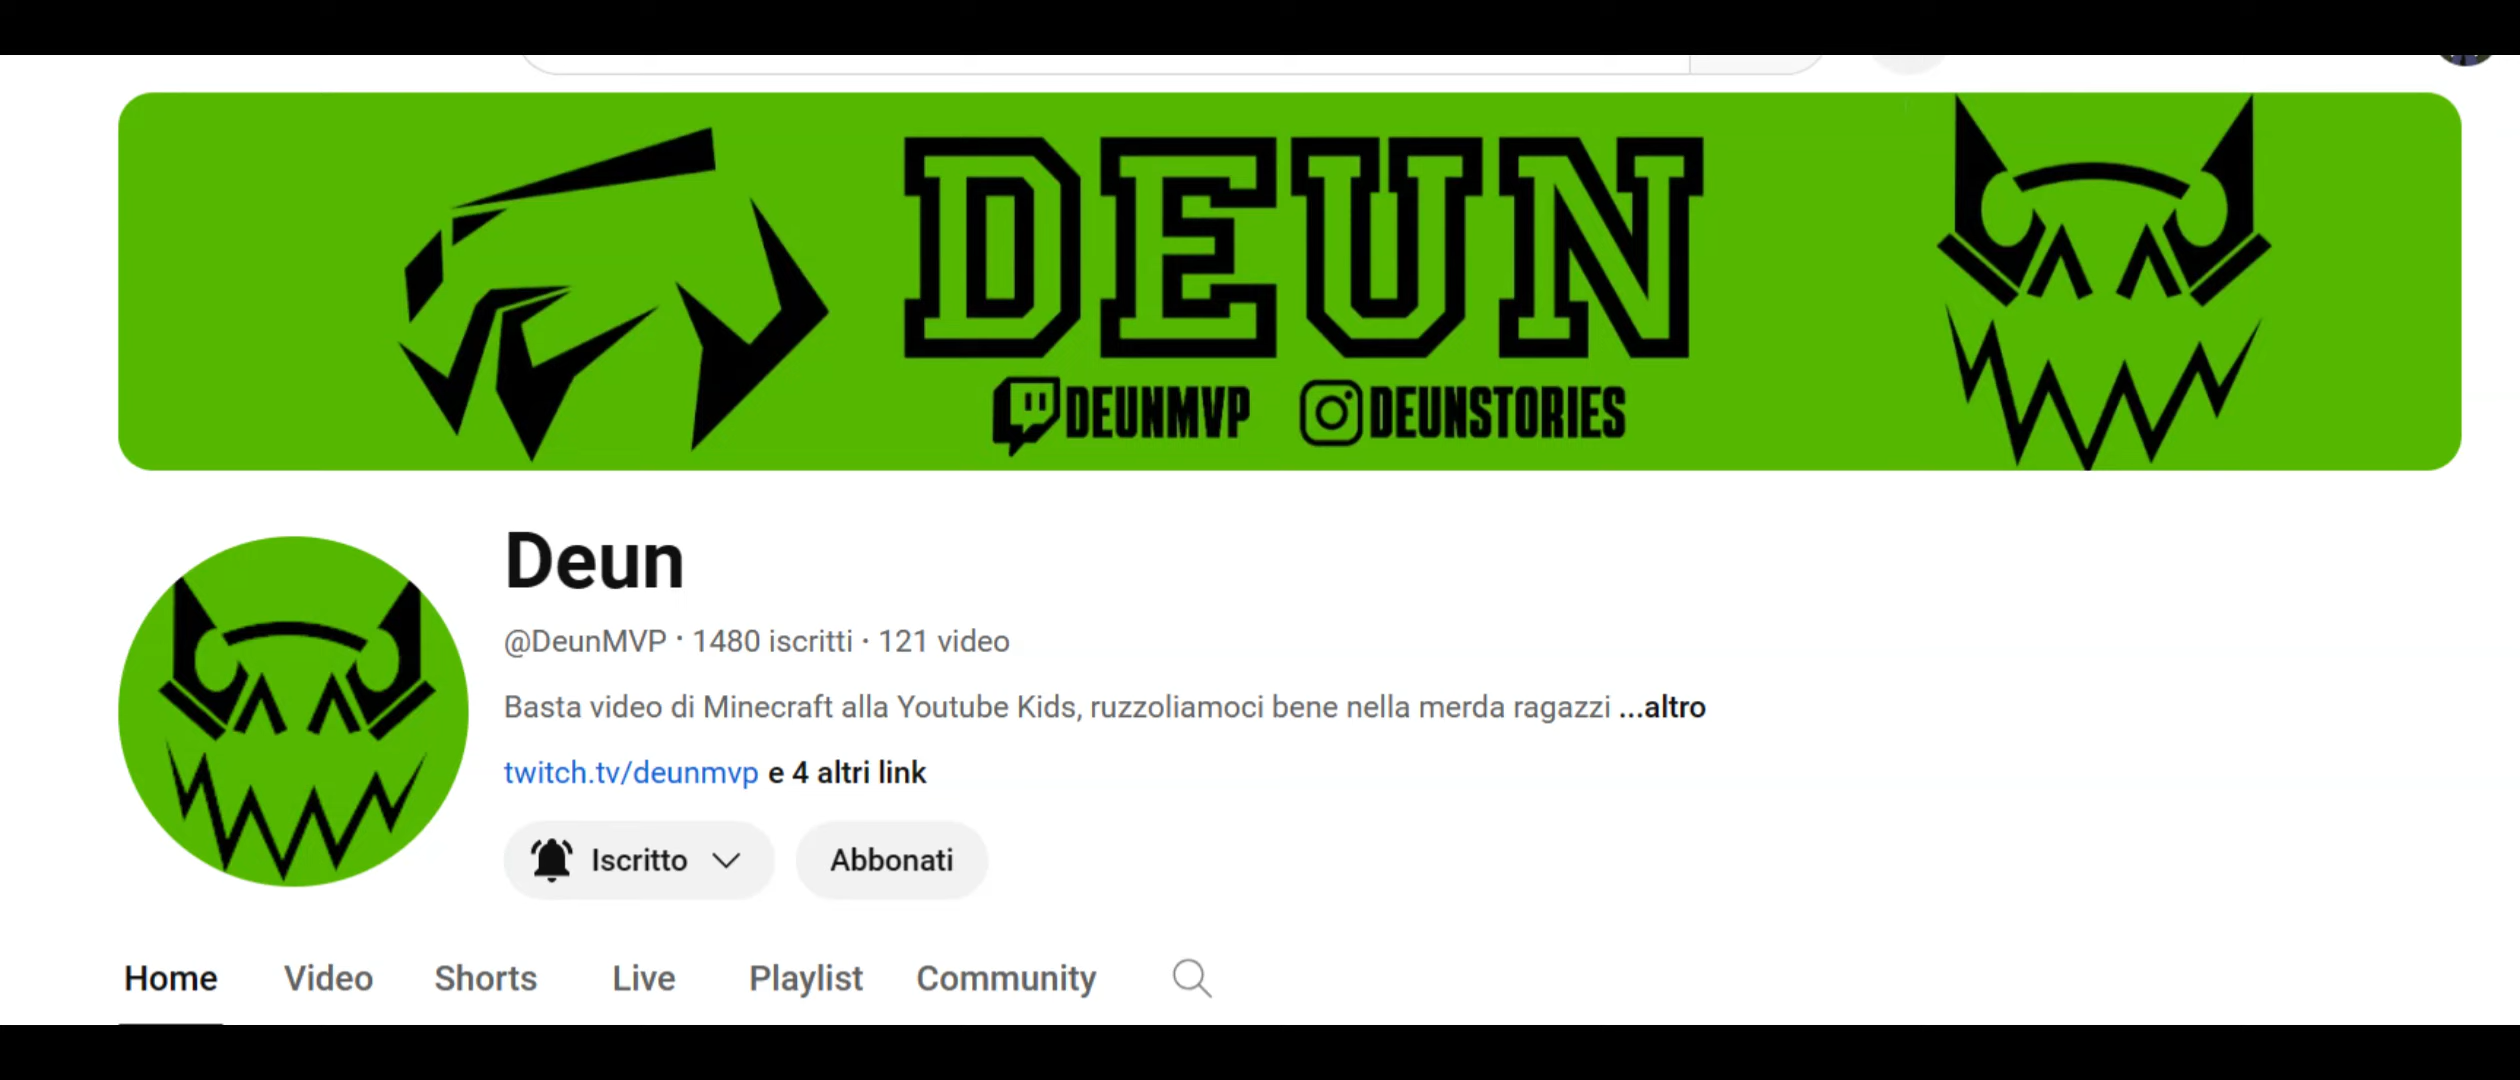 DEUN
DEUNMVP DEUNSTORIES
Deun
@DeunMVP · 1480 iscritti · 121 video
Basta video di Minecraft alla Youtube Kids, ruzzoliamoci bene nella merda ragazzi ...altro
twitch.tv/deunmvp e 4 altri link
Iscritto Abbonati
Home Video Shorts Live Playlist Community